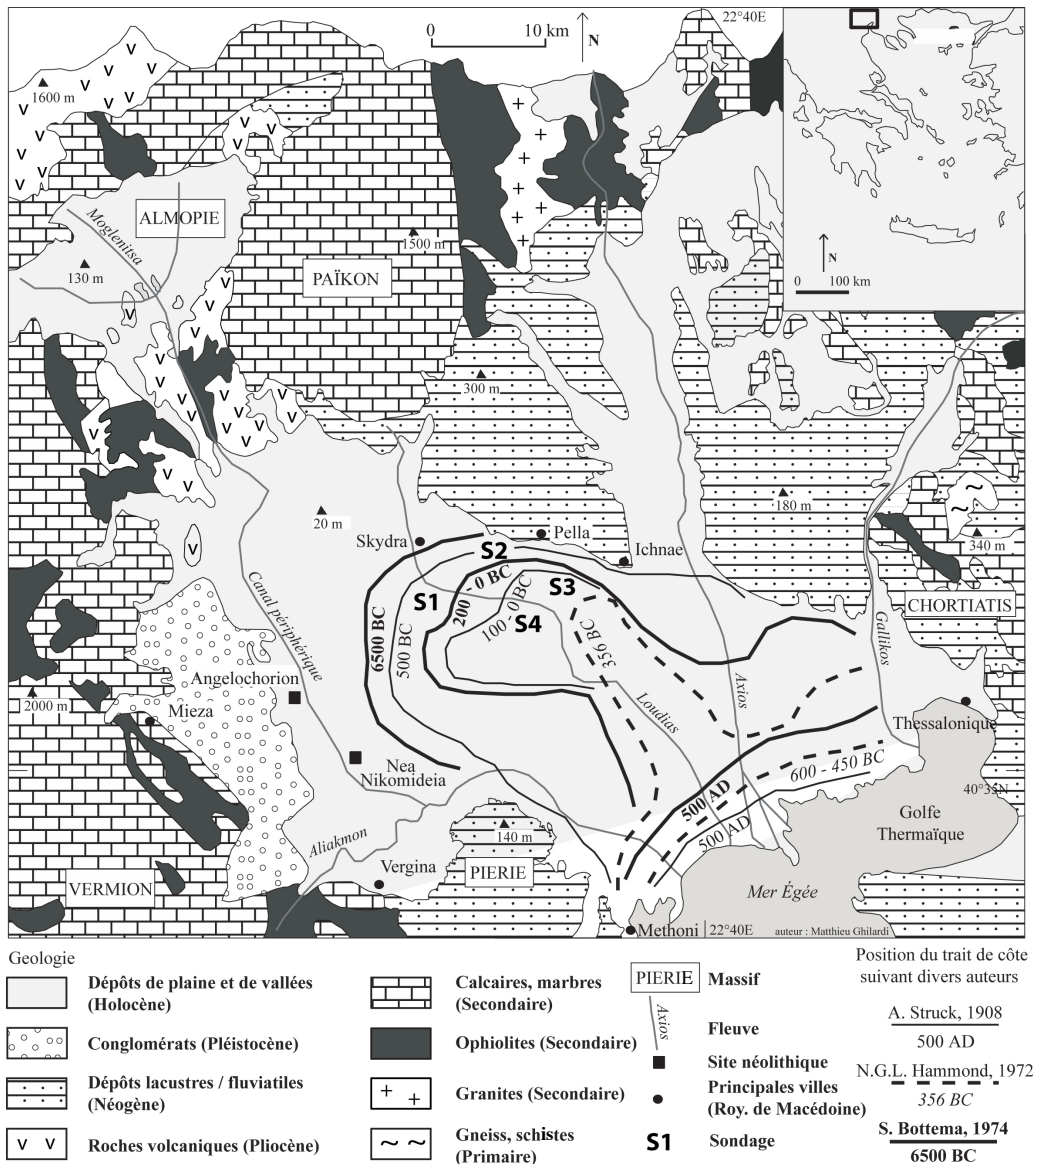 22°40E
0 10 km
N
1600 m
ALMOPIE
Moglenitsa
130 m
1500 m
PAÏKON
N
0 100 km
300 m
20 m
180 m
340 m
Skydra
Pella
Ichnae
S2
S1
S3
S4
200 - 0 BC
100 - 0 BC
6500 BC
500 BC
356 BC
CHORTIATIS
Gallikos
Canal périphérique
Angelochorion
2000 m
Mieza
Loudias
Axios
Thessalonique
Nea
Nikomideia
600 - 450 BC
40°35N
500 AD
500 AD
Golfe
Thermaïque
140 m
Aliakmon
Vergina
PIERIE
VERMION
Mer Égée
Methoni
22°40E
auteur : Matthieu Ghilardi
Geologie
Dépôts de plaine et de vallées
(Holocène)
Conglomérats (Pléistocène)
Dépôts lacustres / fluviatiles
(Néogène)
Roches volcaniques (Pliocène)
Calcaires, marbres
(Secondaire)
Ophiolites (Secondaire)
Granites (Secondaire)
Gneiss, schistes
(Primaire)
PIERIE Massif
Axios Fleuve
Site néolithique
Principales villes
(Roy. de Macédoine)
S1 Sondage
Position du trait de côte
suivant divers auteurs
A. Struck, 1908
500 AD
N.G.L. Hammond, 1972
356 BC
S. Bottema, 1974
6500 BC